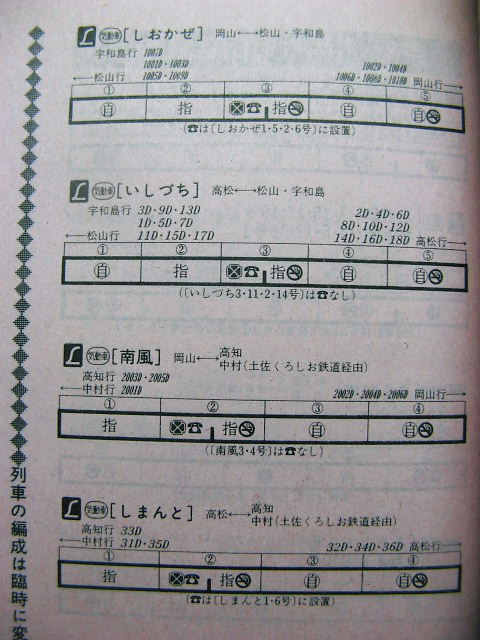 L 気動車 [しおかぜ] 岡山←→松山・宇和島
宇和島行 1007D
1001D・1003D 1002D・1004D
←松山行 1005D・1009D 1006D・1008D・1010D 岡山行→
① ② ③ ④ ⑤
自 指 ☎ 指 自 自
(☎は〔しおかぜ1・5・2・6号〕に設置)
L 気動車 [いしづち] 高松←→松山・宇和島
宇和島行 3D・9D・13D 2D・4D・6D
1D・5D・7D 8D・10D・12D
←松山行 11D・15D・17D 14D・16D・18D 高松行→
① ② ③ ④ ⑤
自 指 ☎ 指 自 自
(〔いしづち3・11・2・14号〕は☎なし)
L 気動車 [南風] 岡山←→高知
中村(土佐くろしお鉄道経由)
高知行 2003D・2005D
←中村行 2001D 2002D・2004D・2006D 岡山行→
① ② ③ ④
指 ☎ 指 自 自
(〔南風3・4号〕は☎なし)
L 気動車 [しまんと] 高松←→高知
中村(土佐くろしお鉄道経由)
高知行 33D
←中村行 31D・35D 32D・34D・36D 高松行→
① ② ③ ④
指 ☎ 指 自 自
(☎は〔しまんと1・6号〕に設置)
列車の編成は臨時に変